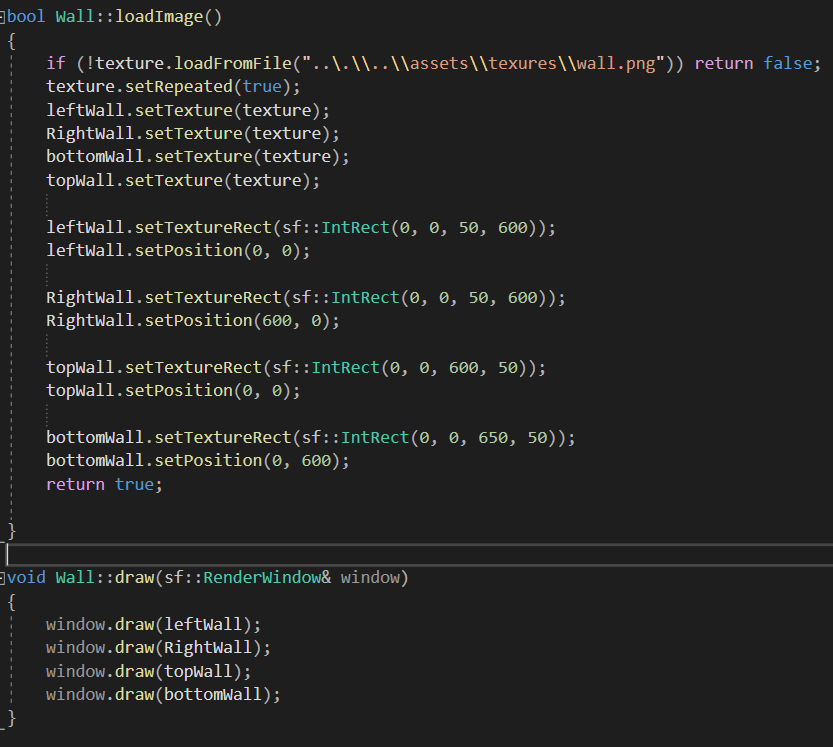 bool Wall::loadImage()
{
if (!texture.loadFromFile("..\.\\..\\assets\\texures\\wall.png")) return false;
texture.setRepeated(true);
leftWall.setTexture(texture);
RightWall.setTexture(texture);
bottomWall.setTexture(texture);
topWall.setTexture(texture);
leftWall.setTextureRect(sf::IntRect(0, 0, 50, 600));
leftWall.setPosition(0, 0);
RightWall.setTextureRect(sf::IntRect(0, 0, 50, 600));
RightWall.setPosition(600, 0);
topWall.setTextureRect(sf::IntRect(0, 0, 600, 50));
topWall.setPosition(0, 0);
bottomWall.setTextureRect(sf::IntRect(0, 0, 650, 50));
bottomWall.setPosition(0, 600);
return true;
}
void Wall::draw(sf::RenderWindow& window)
{
window.draw(leftWall);
window.draw(RightWall);
window.draw(topWall);
window.draw(bottomWall);
}